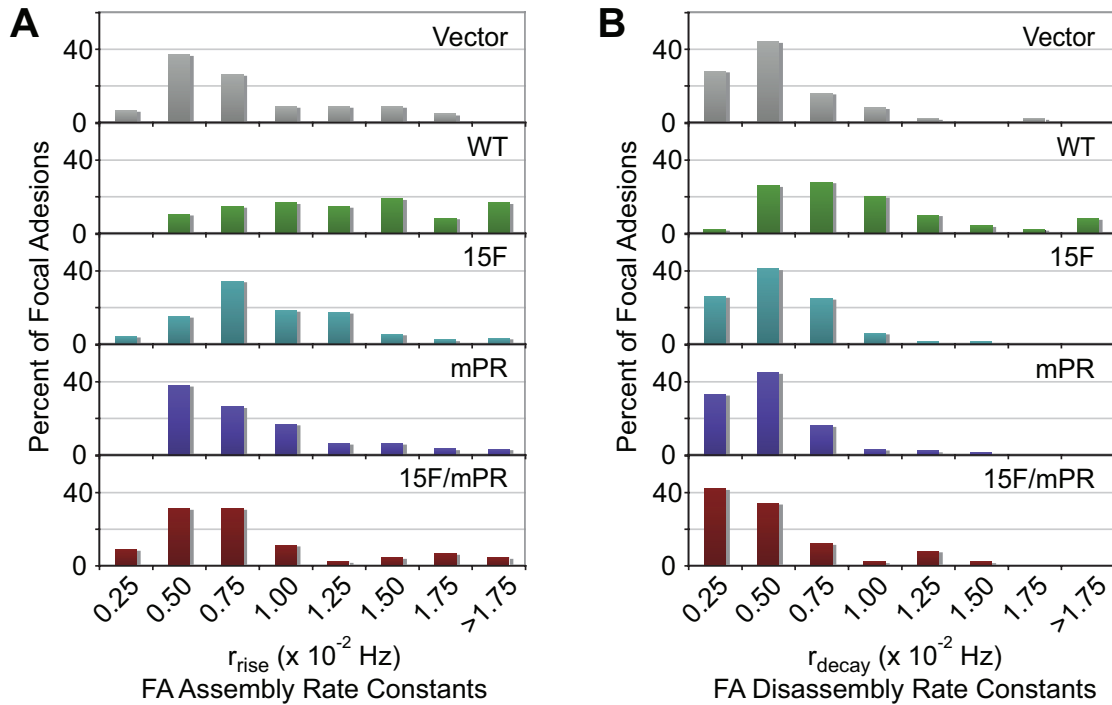 A
B
Percent of Focal Adesions
Vector
40
0
WT
40
0
15F
40
0
mPR
40
0
15F/mPR
40
0
0.25 0.50 0.75 1.00 1.25 1.50 1.75 >1.75
r_rise (x 10^-2 Hz)
FA Assembly Rate Constants
Percent of Focal Adesions
Vector
40
0
WT
40
0
15F
40
0
mPR
40
0
15F/mPR
40
0
0.25 0.50 0.75 1.00 1.25 1.50 1.75 >1.75
r_decay (x 10^-2 Hz)
FA Disassembly Rate Constants